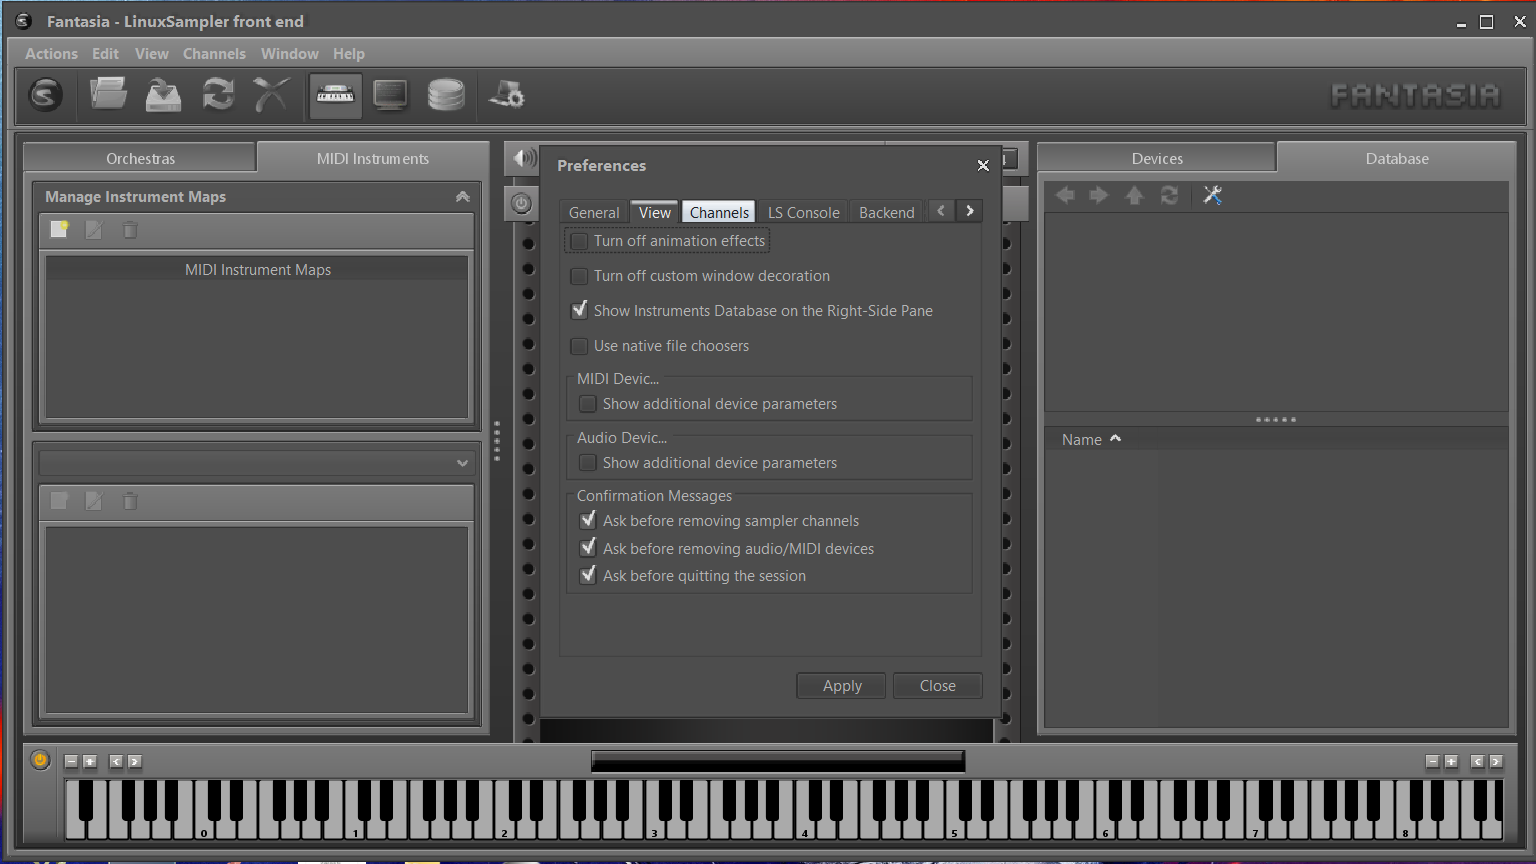 Fantasia - LinuxSampler front end
Actions Edit View Channels Window Help
FANTASIA
Orchestras MIDI Instruments
Manage Instrument Maps
MIDI Instrument Maps
Preferences
General View Channels LS Console Backend
Turn off animation effects
Turn off custom window decoration
Show Instruments Database on the Right-Side Pane
Use native file choosers
MIDI Devic...
Show additional device parameters
Audio Devic...
Show additional device parameters
Confirmation Messages
Ask before removing sampler channels
Ask before removing audio/MIDI devices
Ask before quitting the session
Apply Close
Devices Database
Name
0 1 2 3 4 5 6 7 8